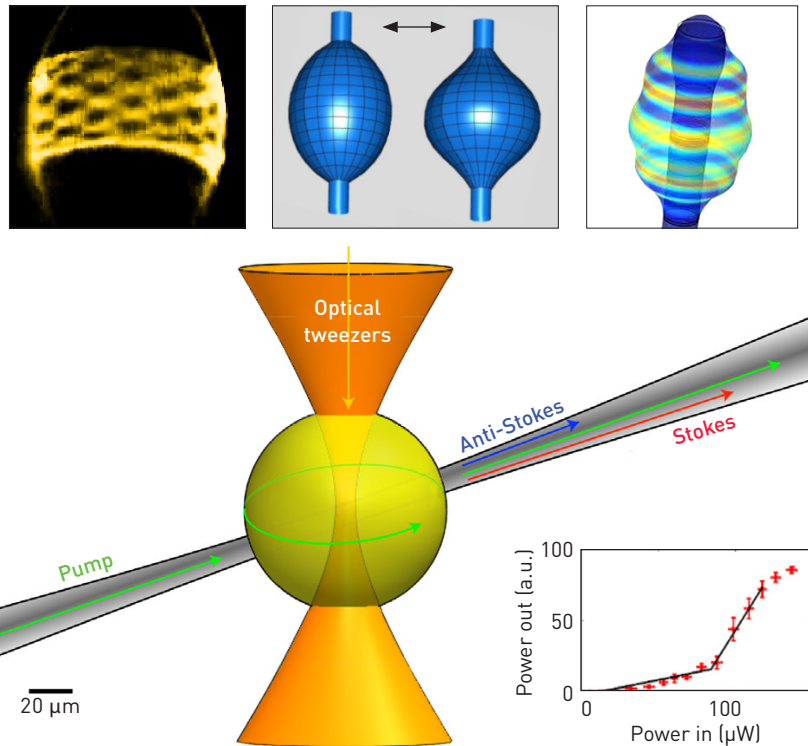 Optical
tweezers
Anti-Stokes
Stokes
Pump
20 μm
100
50
0
0
100
Power out (a.u.)
Power in (μW)